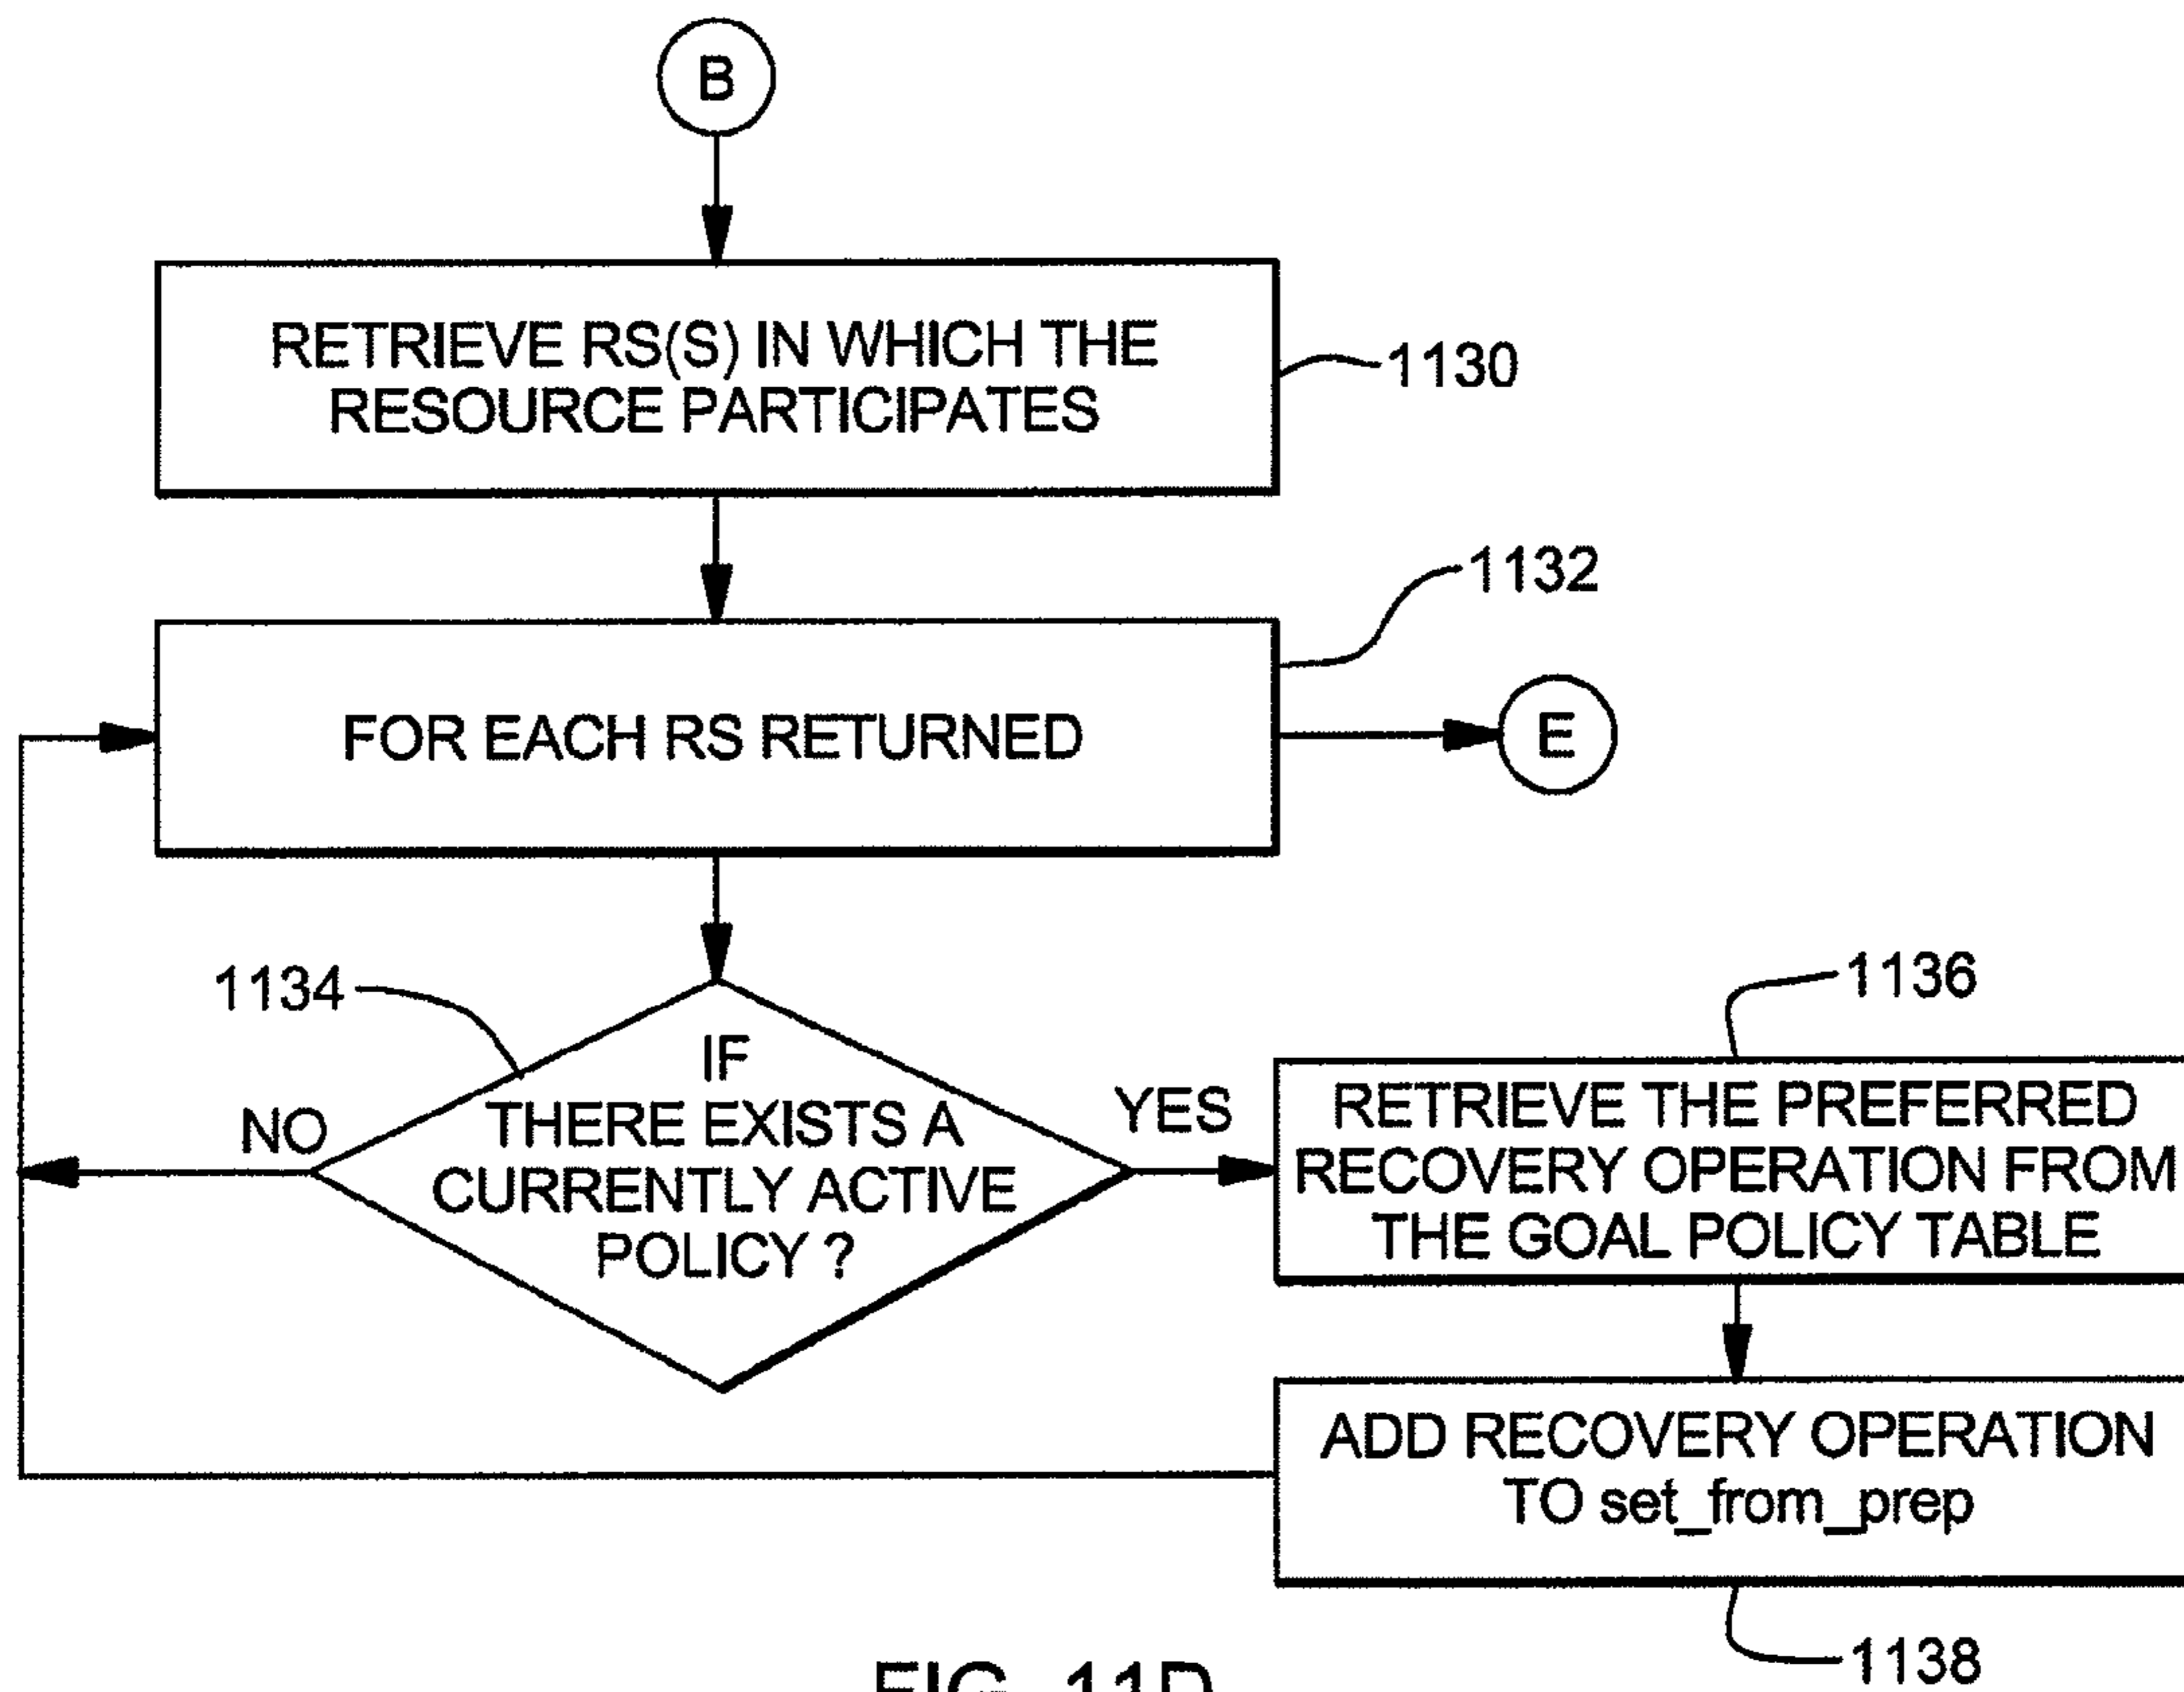 B
RETRIEVE RS(S) IN WHICH THE
RESOURCE PARTICIPATES
1130
1132
FOR EACH RS RETURNED
E
1134
IF
THERE EXISTS A
CURRENTLY ACTIVE
POLICY ?
NO
YES
1136
RETRIEVE THE PREFERRED
RECOVERY OPERATION FROM
THE GOAL POLICY TABLE
ADD RECOVERY OPERATION
TO set_from_prep
1138
FIG. 11D